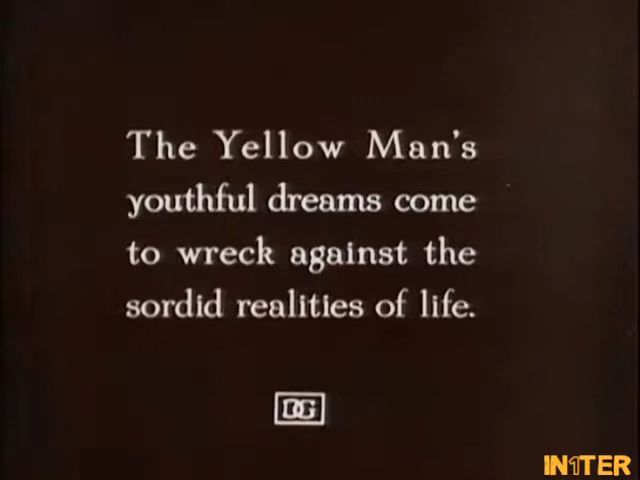 The Yellow Man's
youthful dreams come
to wreck against the
sordid realities of life.
DG
IN1TER